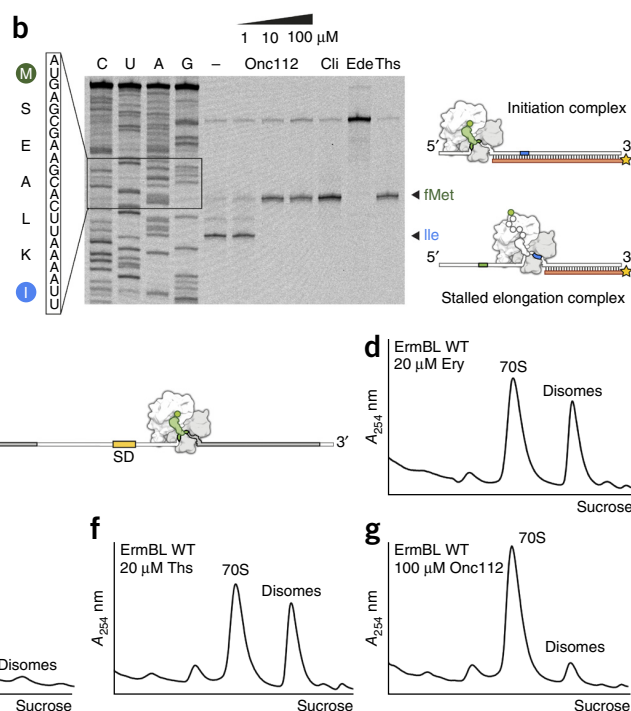 b
1 10 100 μM
C U A G – Onc112 Cli Ede Ths
M
S
E
A
L
K
I
A
U
G
A
G
C
G
A
A
G
C
A
C
U
U
A
A
A
A
U
U
fMet
Ile
Initiation complex
5′ 3′
5′ 3′
Stalled elongation complex
SD
3′
d
ErmBL WT
20 μM Ery
70S
Disomes
A254 nm
Sucrose
Disomes
Sucrose
f
ErmBL WT
20 μM Ths
70S
Disomes
A254 nm
Sucrose
g
ErmBL WT
100 μM Onc112
70S
Disomes
A254 nm
Sucrose